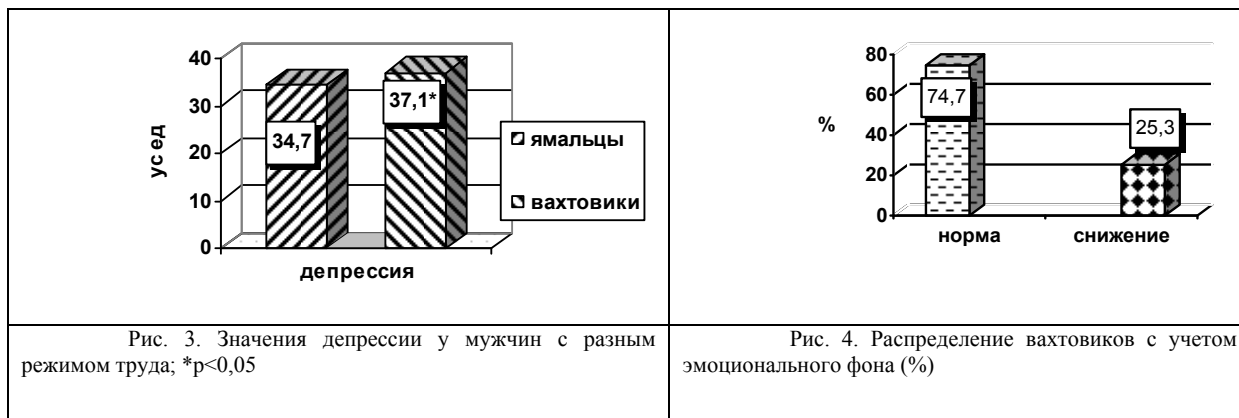 40
30
20
10
0
ус ед
34,7
37,1*
депрессия
ямальцы
вахтовики
80
60
40
20
0
%
74,7
25,3
норма
снижение
Рис. 3. Значения депрессии у мужчин с разным
режимом труда; *p<0,05
Рис. 4. Распределение вахтовиков с учетом
эмоционального фона (%)